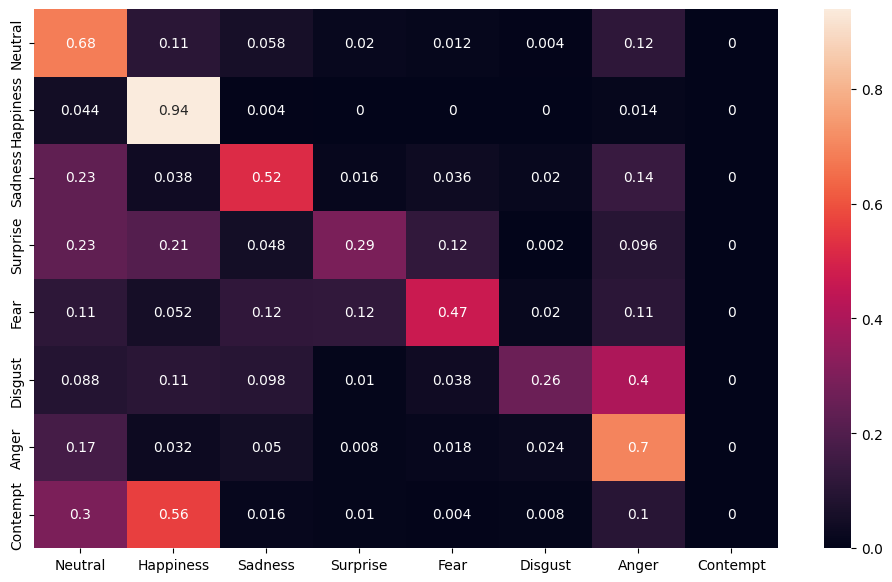 Neutral 0.68 0.11 0.058 0.02 0.012 0.004 0.12 0
Happiness 0.044 0.94 0.004 0 0 0 0.014 0
Sadness 0.23 0.038 0.52 0.016 0.036 0.02 0.14 0
Surprise 0.23 0.21 0.048 0.29 0.12 0.002 0.096 0
Fear 0.11 0.052 0.12 0.12 0.47 0.02 0.11 0
Disgust 0.088 0.11 0.098 0.01 0.038 0.26 0.4 0
Anger 0.17 0.032 0.05 0.008 0.018 0.024 0.7 0
Contempt 0.3 0.56 0.016 0.01 0.004 0.008 0.1 0
Neutral Happiness Sadness Surprise Fear Disgust Anger Contempt
0.8
0.6
0.4
0.2
0.0